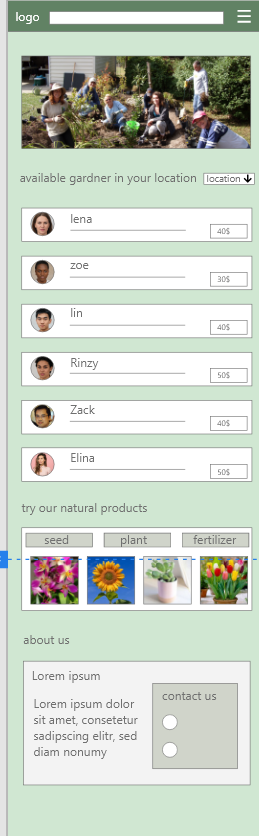 logo
available gardner in your location
location
lena
40$
zoe
30$
lin
40$
Rinzy
50$
Zack
40$
Elina
50$
try our natural products
seed
plant
fertilizer
about us
Lorem ipsum
Lorem ipsum dolor
sit amet, consetetur
sadipscing elitr, sed
diam nonumy
contact us